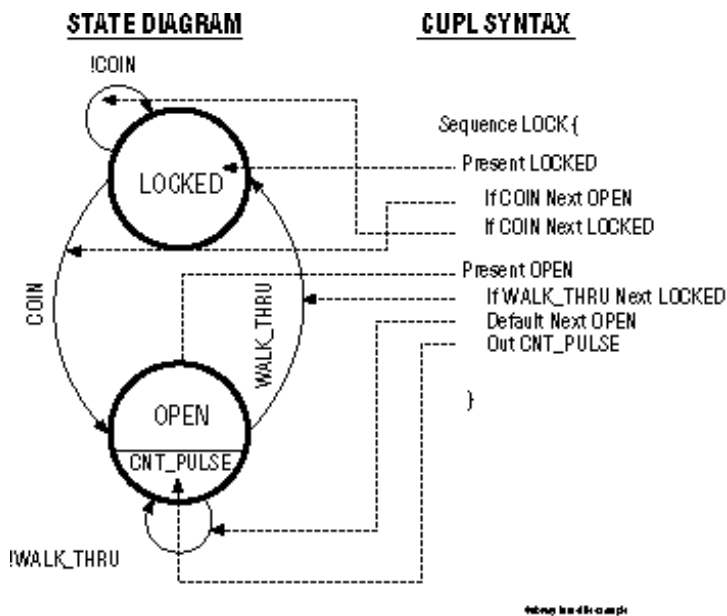 STATE DIAGRAM
CUPL SYNTAX
!COIN
LOCKED
COIN
WALK_THRU
OPEN
CNT_PULSE
!WALK_THRU
Sequence LOCK {
Present LOCKED
If COIN Next OPEN
If COIN Next LOCKED
Present OPEN
If WALK_THRU Next LOCKED
Default Next OPEN
Out CNT_PULSE
}